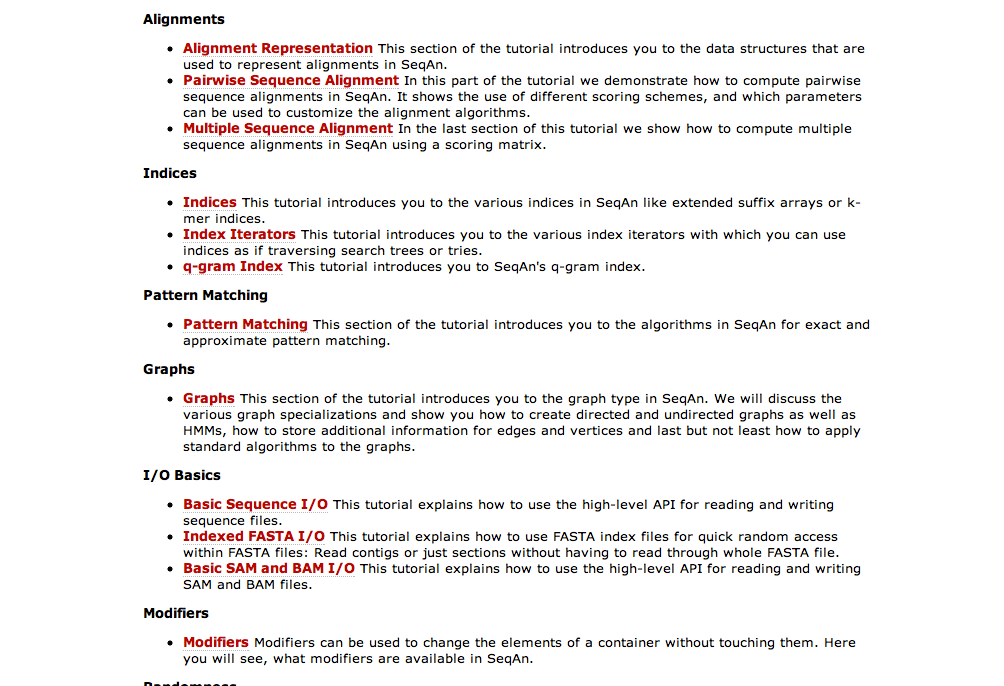 Alignments
Alignment Representation This section of the tutorial introduces you to the data structures that are
used to represent alignments in SeqAn.
Pairwise Sequence Alignment In this part of the tutorial we demonstrate how to compute pairwise
sequence alignments in SeqAn. It shows the use of different scoring schemes, and which parameters
can be used to customize the alignment algorithms.
Multiple Sequence Alignment In the last section of this tutorial we show how to compute multiple
sequence alignments in SeqAn using a scoring matrix.
Indices
Indices This tutorial introduces you to the various indices in SeqAn like extended suffix arrays or k-
mer indices.
Index Iterators This tutorial introduces you to the various index iterators with which you can use
indices as if traversing search trees or tries.
q-gram Index This tutorial introduces you to SeqAn's q-gram index.
Pattern Matching
Pattern Matching This section of the tutorial introduces you to the algorithms in SeqAn for exact and
approximate pattern matching.
Graphs
Graphs This section of the tutorial introduces you to the graph type in SeqAn. We will discuss the
various graph specializations and show you how to create directed and undirected graphs as well as
HMMs, how to store additional information for edges and vertices and last but not least how to apply
standard algorithms to the graphs.
I/O Basics
Basic Sequence I/O This tutorial explains how to use the high-level API for reading and writing
sequence files.
Indexed FASTA I/O This tutorial explains how to use FASTA index files for quick random access
within FASTA files: Read contigs or just sections without having to read through whole FASTA file.
Basic SAM and BAM I/O This tutorial explains how to use the high-level API for reading and writing
SAM and BAM files.
Modifiers
Modifiers Modifiers can be used to change the elements of a container without touching them. Here
you will see, what modifiers are available in SeqAn.
Randomness